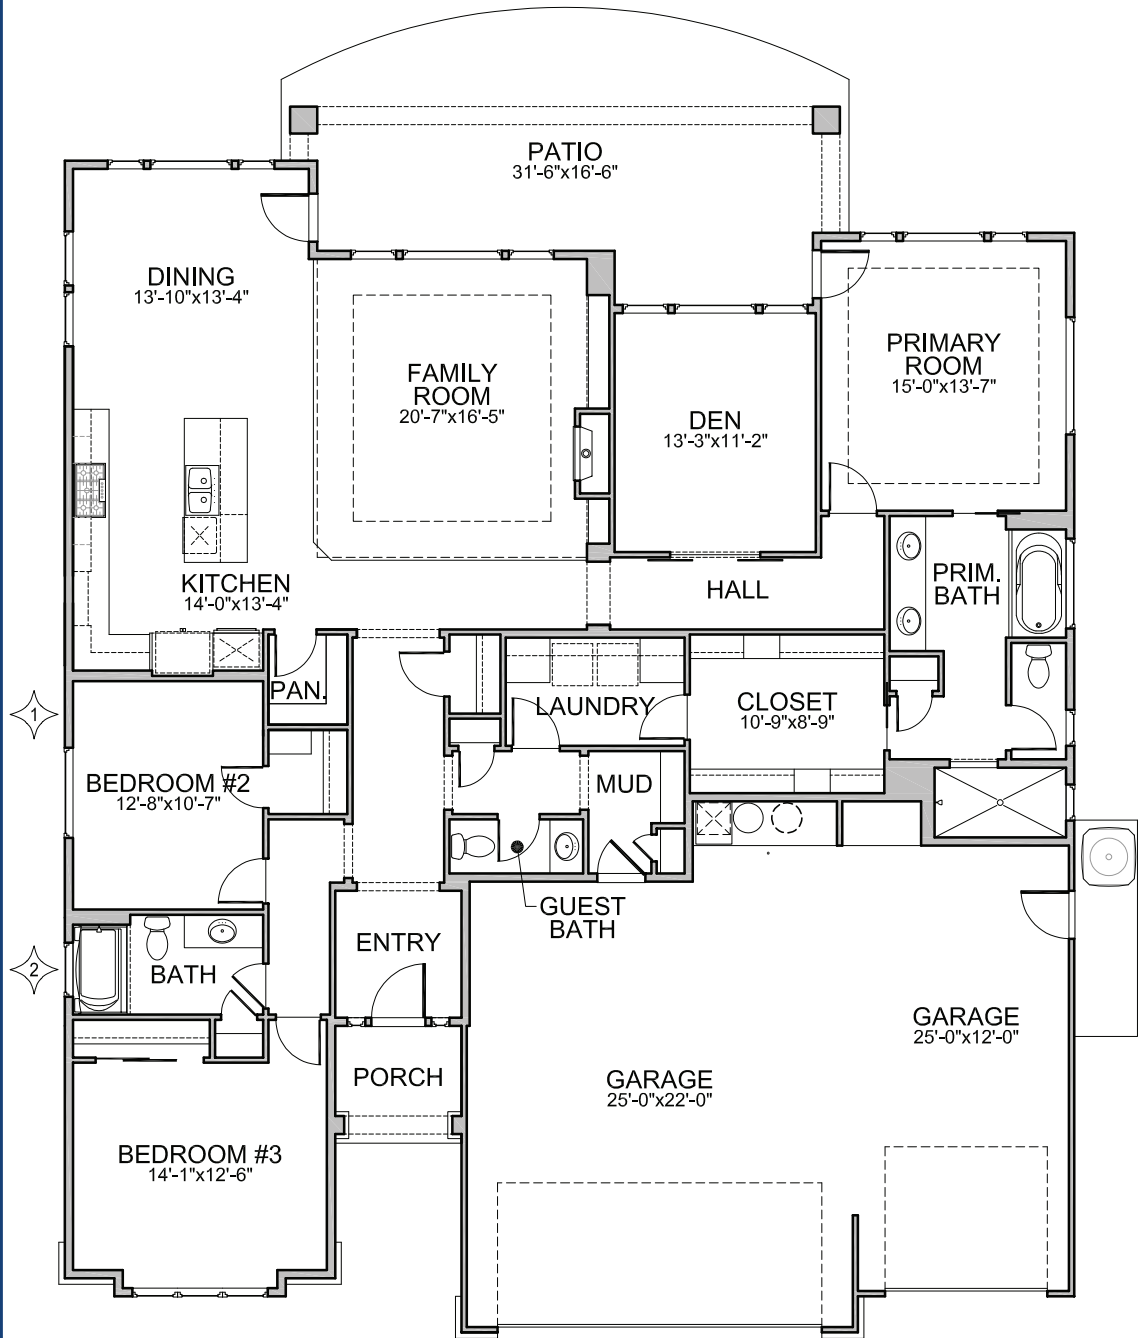 PATIO
31'-6"x16'-6"
DINING
13'-10"x13'-4"
FAMILY
ROOM
20'-7"x16'-5"
DEN
13'-3"x11'-2"
PRIMARY
ROOM
15'-0"x13'-7"
KITCHEN
14'-0"x13'-4"
HALL
PRIM.
BATH
PAN.
LAUNDRY
CLOSET
10'-9"x8'-9"
1
BEDROOM #2
12'-8"x10'-7"
MUD
GUEST
BATH
ENTRY
2
BATH
GARAGE
25'-0"x12'-0"
PORCH
GARAGE
25'-0"x22'-0"
BEDROOM #3
14'-1"x12'-6"